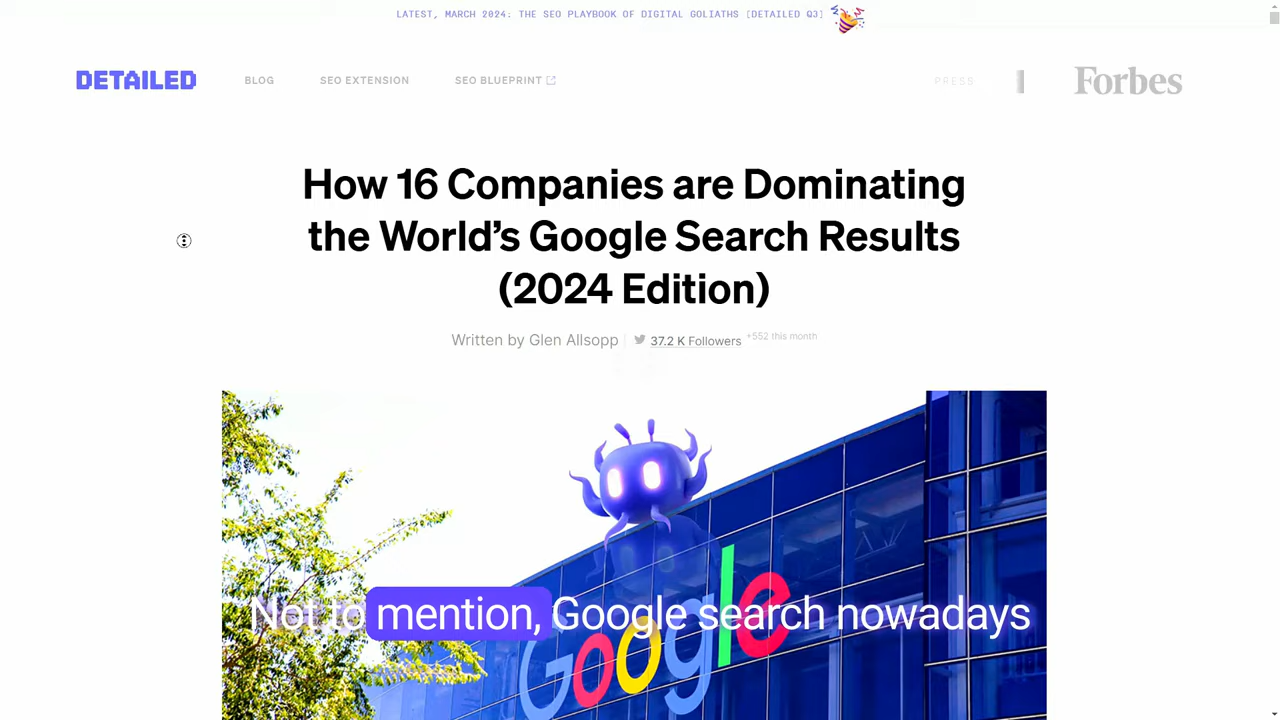 LATEST, MARCH 2024: THE SEO PLAYBOOK OF DIGITAL GOLIATHS [DETAILED Q3]
DETAILED
BLOG
SEO EXTENSION
SEO BLUEPRINT
PRESS
Forbes
How 16 Companies are Dominating
the World’s Google Search Results
(2024 Edition)
Written by Glen Allsopp
37.2 K Followers
+552 this month
Not to mention, Google search nowadays
Google